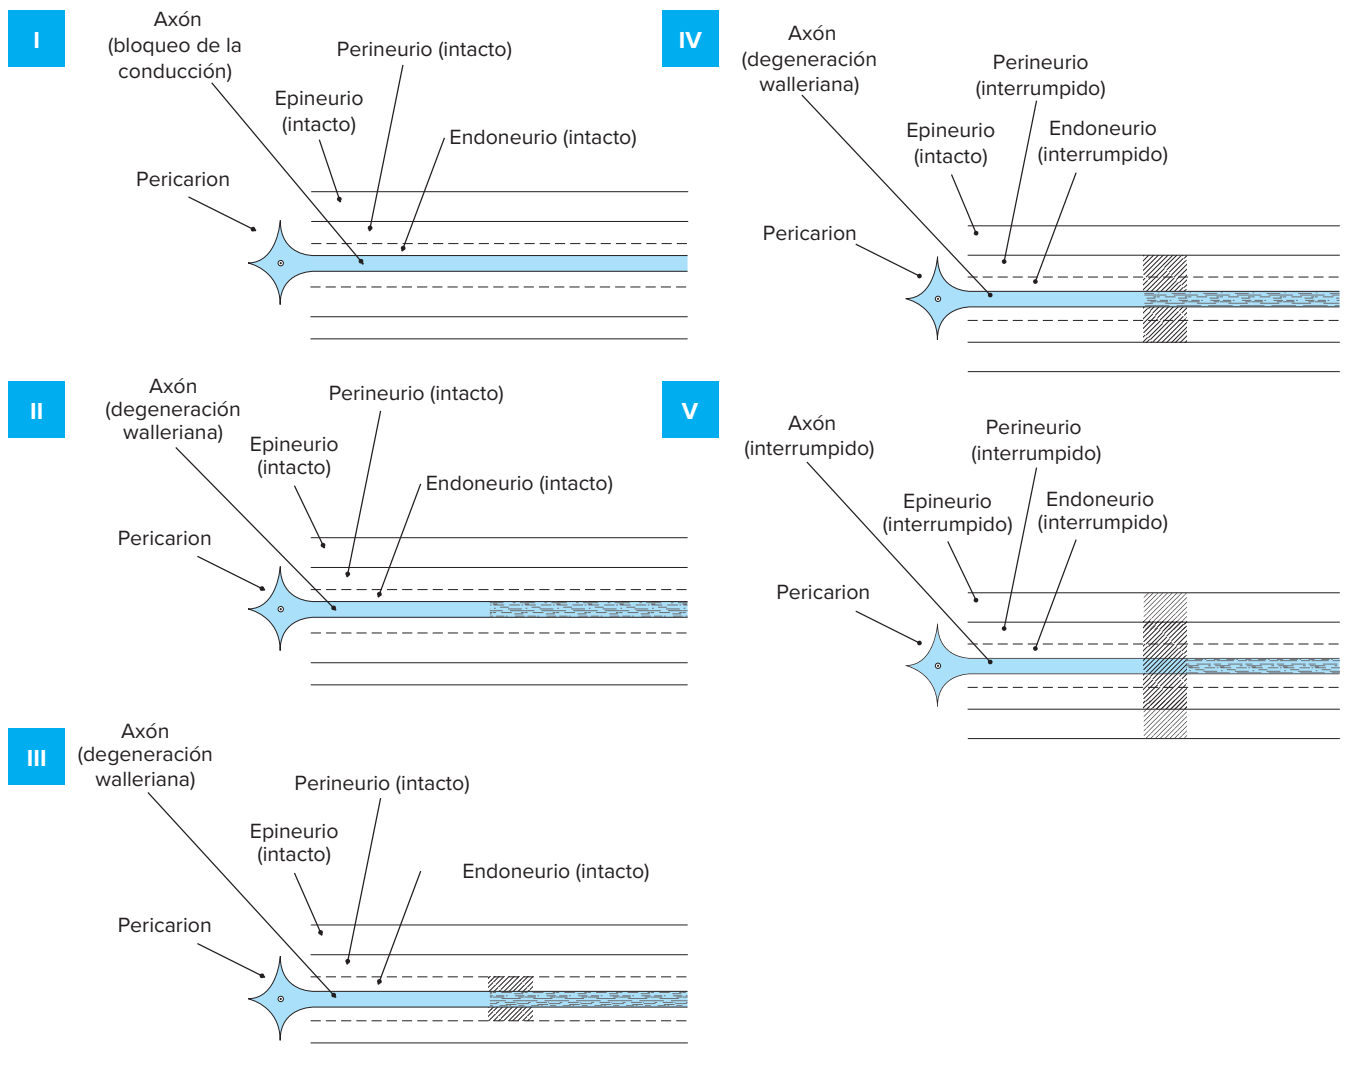 I
Axón
(bloqueo de la
conducción)
Perineurio (intacto)
Epineurio
(intacto)
Endoneurio (intacto)
Pericarion
II
Axón
(degeneración
walleriana)
Perineurio (intacto)
Epineurio
(intacto)
Endoneurio (intacto)
Pericarion
III
Axón
(degeneración
walleriana)
Perineurio (intacto)
Epineurio
(intacto)
Endoneurio (intacto)
Pericarion
IV
Axón
(degeneración
walleriana)
Perineurio
(interrumpido)
Epineurio
(intacto)
Endoneurio
(interrumpido)
Pericarion
V
Axón
(interrumpido)
Perineurio
(interrumpido)
Epineurio
(interrumpido)
Endoneurio
(interrumpido)
Pericarion